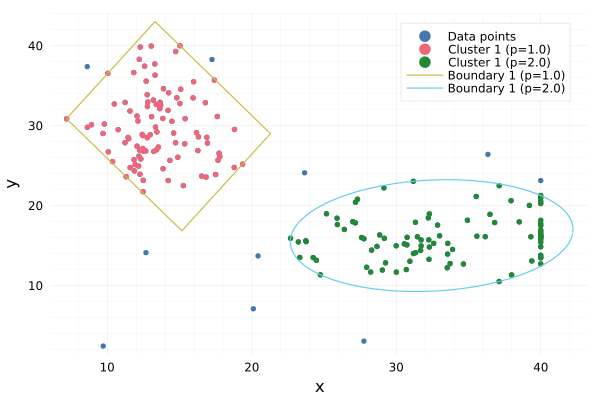 Data points
Cluster 1 (p=1.0)
Cluster 1 (p=2.0)
Boundary 1 (p=1.0)
Boundary 1 (p=2.0)
40
30
20
10
y
10 20 30 40
x